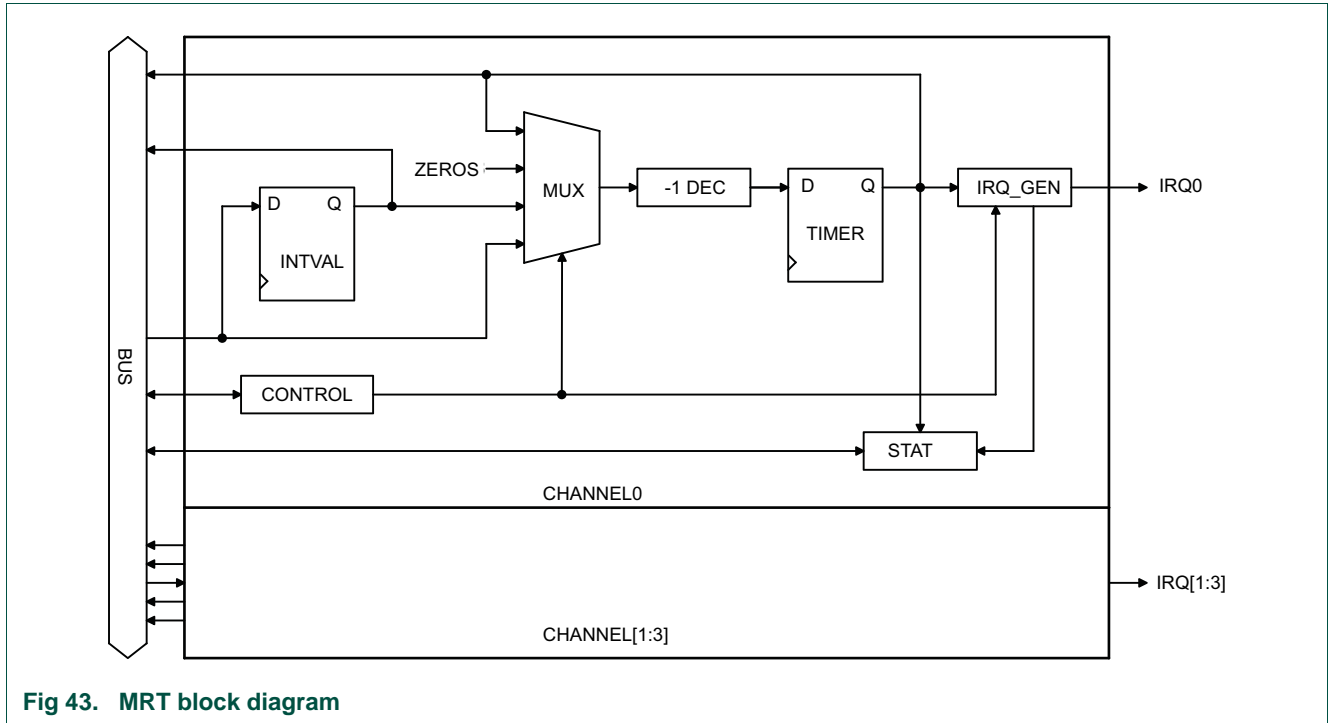 ZEROS
MUX
-1 DEC
D Q
TIMER
IRQ_GEN
IRQ0
D Q
INTVAL
BUS
CONTROL
STAT
CHANNEL0
IRQ[1:3]
CHANNEL[1:3]
Fig 43. MRT block diagram